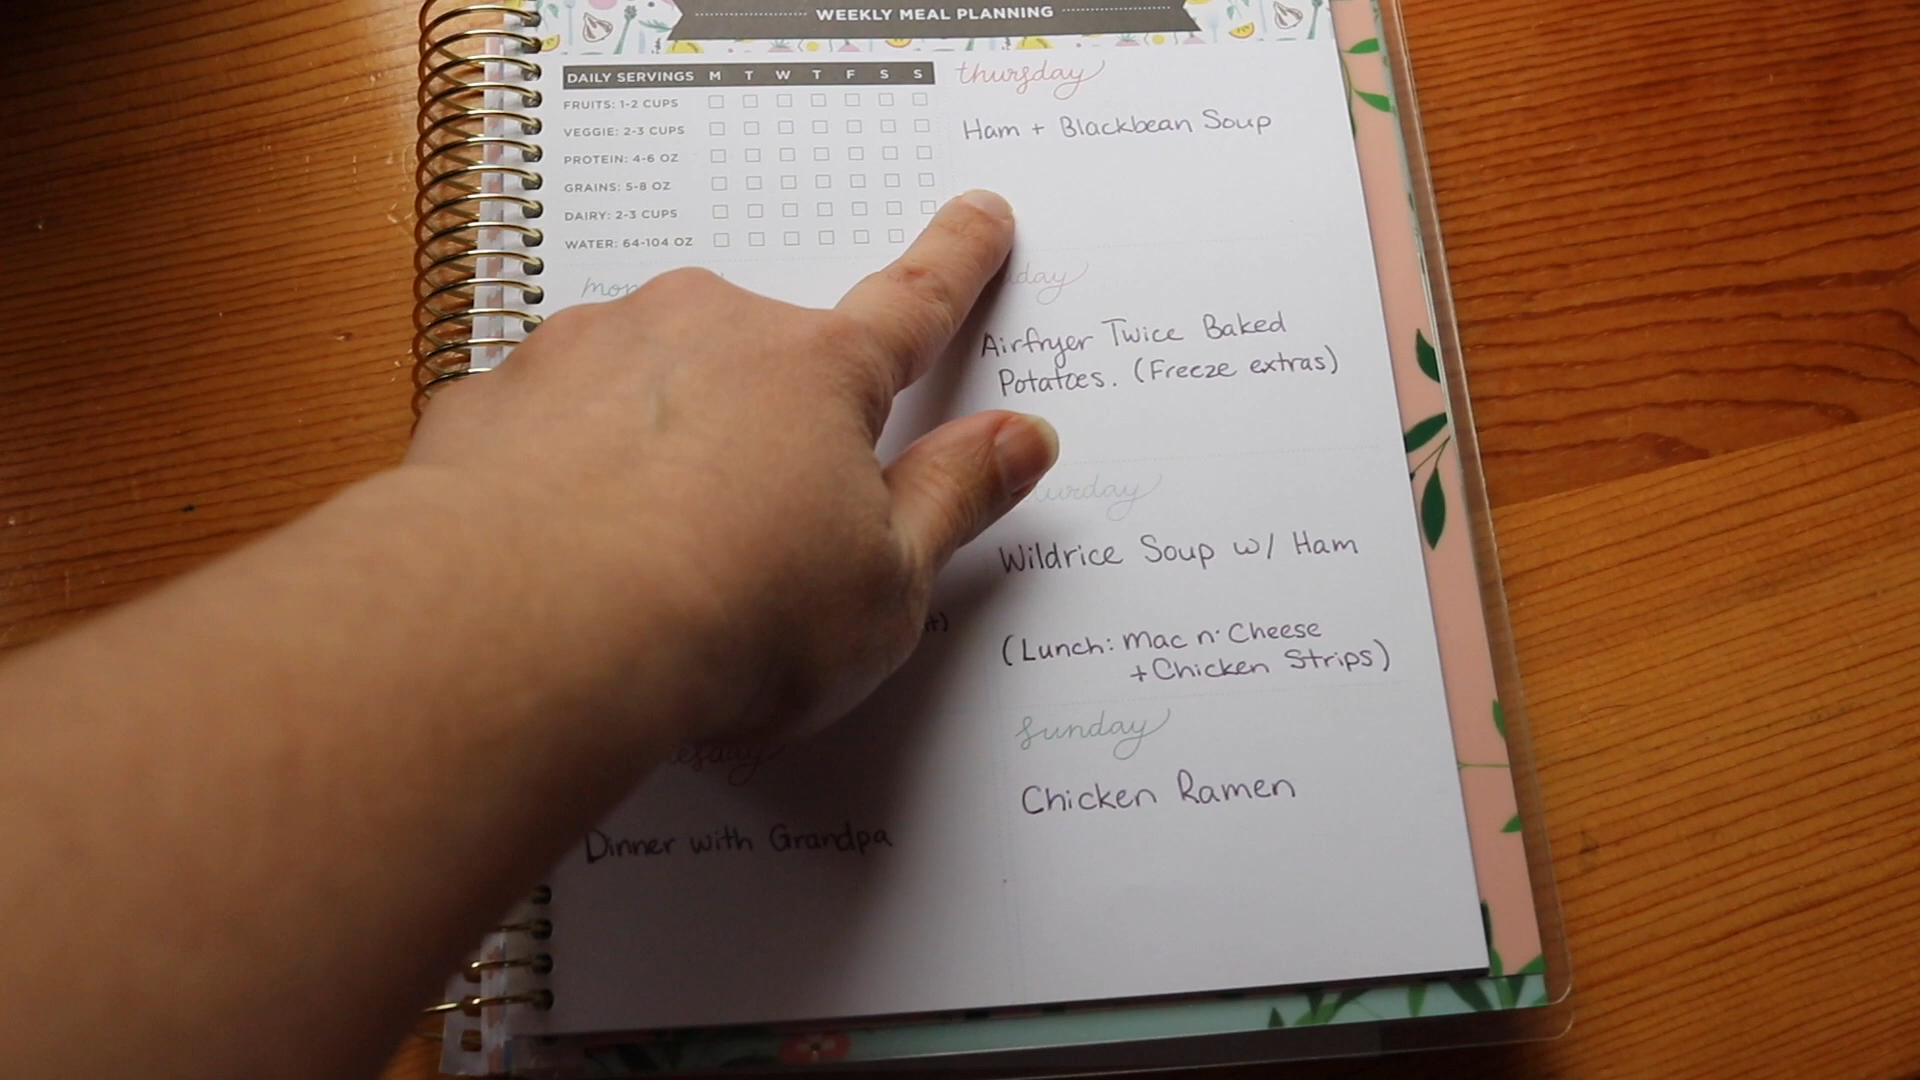 WEEKLY MEAL PLANNING
DAILY SERVINGS M T W T F S S
FRUITS: 1-2 CUPS
VEGGIE: 2-3 CUPS
PROTEIN: 4-6 OZ
GRAINS: 5-8 OZ
DAIRY: 2-3 CUPS
WATER: 64-104 OZ
Dinner with Grandpa
thursday
Ham + Blackbean Soup
Airfryer Twice Baked
Potatoes. (Freeze extras)
Wildrice Soup w/ Ham
(Lunch: Mac n' Cheese
+ Chicken Strips)
sunday
Chicken Ramen